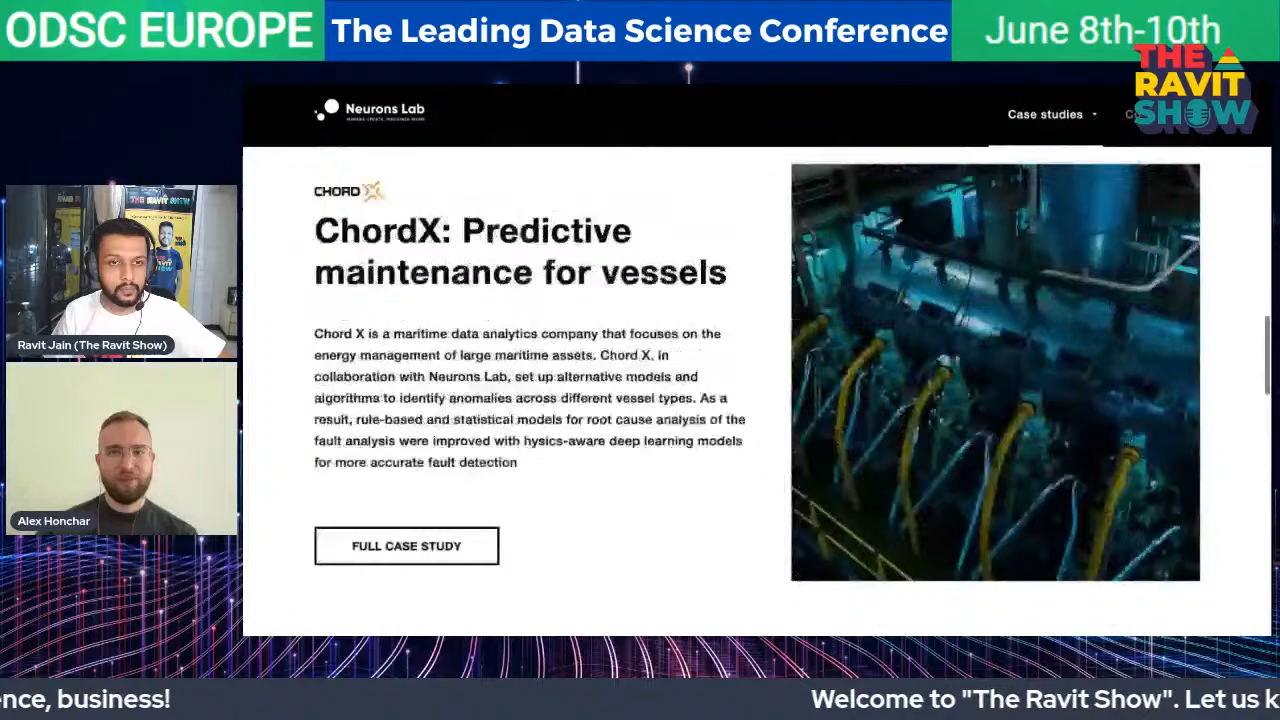 ODSC EUROPE
The Leading Data Science Conference
June 8th-10th
THE
RAVIT
SHOW
Neurons Lab
Case studies
CHORD X
ChordX: Predictive
maintenance for vessels
Chord X is a maritime data analytics company that focuses on the
energy management of large maritime assets. Chord X, in
collaboration with Neurons Lab, set up alternative models and
algorithms to identify anomalies across different vessel types. As a
result, rule-based and statistical models for root cause analysis of the
fault analysis were improved with hysics-aware deep learning models
for more accurate fault detection
FULL CASE STUDY
Ravit Jain (The Ravit Show)
Alex Honchar
ence, business!
Welcome to "The Ravit Show". Let us k